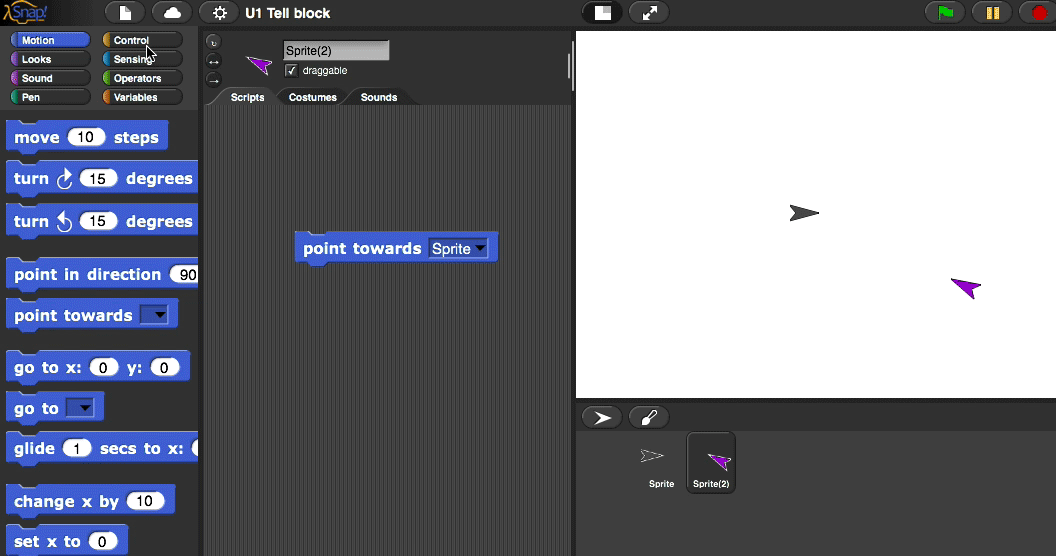 λSnap!
U1 Tell block
Motion
Control
Looks
Sensing
Sound
Operators
Pen
Variables
move 10 steps
turn 15 degrees
turn 15 degrees
point in direction 90
point towards
go to x: 0 y: 0
go to
glide 1 secs to x:
change x by 10
set x to 0
Sprite(2)
draggable
Scripts Costumes Sounds
point towards Sprite
Sprite
Sprite(2)